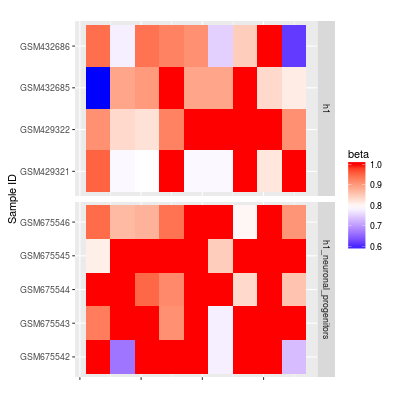 GSM432686
GSM432685
GSM429322
GSM429321
h1
GSM675546
GSM675545
GSM675544
GSM675543
GSM675542
h1_neuronal_progenitors
Sample ID
beta
1.0
0.9
0.8
0.7
0.6